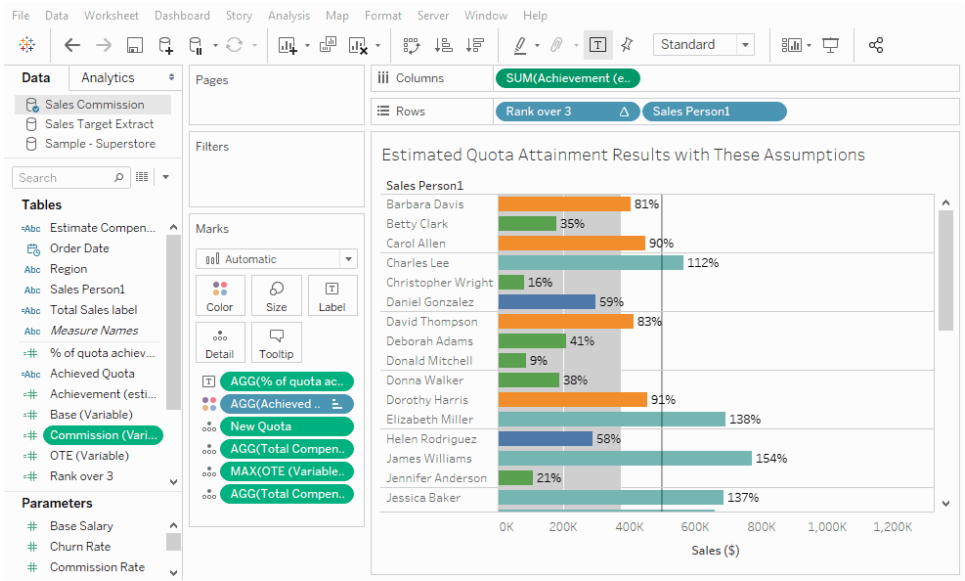 File Data Worksheet Dashboard Story Analysis Map Format Server Window Help
Standard
Data Analytics
Sales Commission
Sales Target Extract
Sample - Superstore
Search
Tables
Abc Estimate Compen...
Order Date
Abc Region
Abc Sales Person1
Abc Total Sales label
Abc Measure Names
% of quota achiev...
Abc Achieved Quota
Achievement (esti...
Base (Variable)
Commission (Vari...
OTE (Variable)
Rank over 3
Parameters
Base Salary
Churn Rate
Commission Rate
Pages
Filters
Marks
Automatic
Color Size Label
Detail Tooltip
AGG(% of quota ac..
AGG(Achieved ..
New Quota
AGG(Total Compen..
MAX(OTE (Variable..
AGG(Total Compen..
Columns SUM(Achievement (e..
Rows Rank over 3 Δ Sales Person1
Estimated Quota Attainment Results with These Assumptions
Sales Person1
Barbara Davis 81%
Betty Clark 35%
Carol Allen 90%
Charles Lee 112%
Christopher Wright 16%
Daniel Gonzalez 59%
David Thompson 83%
Deborah Adams 41%
Donald Mitchell 9%
Donna Walker 38%
Dorothy Harris 91%
Elizabeth Miller 138%
Helen Rodriguez 58%
James Williams 154%
Jennifer Anderson 21%
Jessica Baker 137%
0K 200K 400K 600K 800K 1,000K 1,200K
Sales ($)